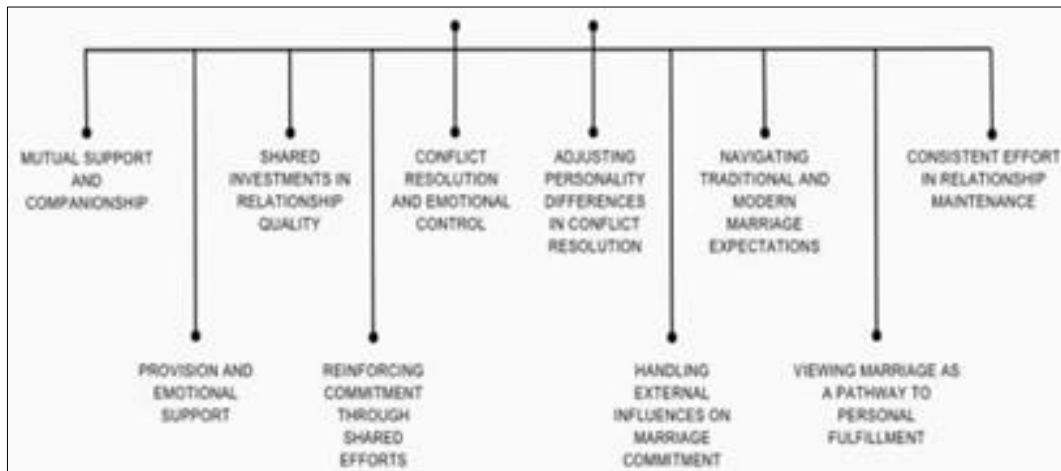 MUTUAL SUPPORT
AND
COMPANIONSHIP
SHARED
INVESTMENTS IN
RELATIONSHIP
QUALITY
CONFLICT
RESOLUTION
AND EMOTIONAL
CONTROL
ADJUSTING
PERSONALITY
DIFFERENCES
IN CONFLICT
RESOLUTION
NAVIGATING
TRADITIONAL AND
MODERN
MARRIAGE
EXPECTATIONS
CONSISTENT EFFORT
IN RELATIONSHIP
MAINTENANCE
PROVISION AND
EMOTIONAL
SUPPORT
REINFORCING
COMMITMENT
THROUGH
SHARED
EFFORTS
HANDLING
EXTERNAL
INFLUENCES ON
MARRIAGE
COMMITMENT
VIEWING MARRIAGE AS
A PATHWAY TO
PERSONAL
FULFILLMENT